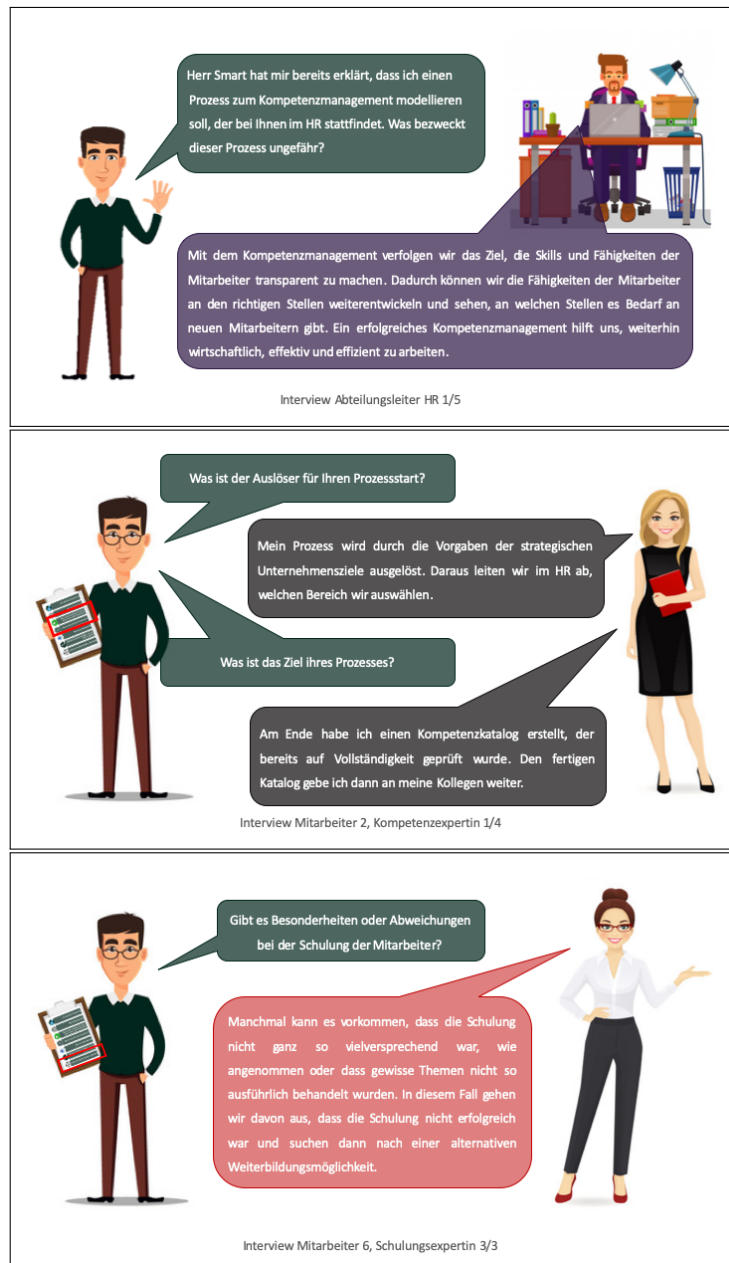 Herr Smart hat mir bereits erklärt, dass ich einen
Prozess zum Kompetenzmanagement modellieren
soll, der bei Ihnen im HR stattfindet. Was bezweckt
dieser Prozess ungefähr?
Mit dem Kompetenzmanagement verfolgen wir das Ziel, die Skills und Fähigkeiten der
Mitarbeiter transparent zu machen. Dadurch können wir die Fähigkeiten der Mitarbeiter
an den richtigen Stellen weiterentwickeln und sehen, an welchen Stellen es Bedarf an
neuen Mitarbeitern gibt. Ein erfolgreiches Kompetenzmanagement hilft uns, weiterhin
wirtschaftlich, effektiv und effizient zu arbeiten.
Interview Abteilungsleiter HR 1/5
Was ist der Auslöser für Ihren Prozessstart?
Mein Prozess wird durch die Vorgaben der strategischen
Unternehmensziele ausgelöst. Daraus leiten wir im HR ab,
welchen Bereich wir auswählen.
Was ist das Ziel ihres Prozesses?
Am Ende habe ich einen Kompetenzkatalog erstellt, der
bereits auf Vollständigkeit geprüft wurde. Den fertigen
Katalog gebe ich dann an meine Kollegen weiter.
Interview Mitarbeiter 2, Kompetenzexpertin 1/4
Gibt es Besonderheiten oder Abweichungen
bei der Schulung der Mitarbeiter?
Manchmal kann es vorkommen, dass die Schulung
nicht ganz so vielversprechend war, wie
angenommen oder dass gewisse Themen nicht so
ausführlich behandelt wurden. In diesem Fall gehen
wir davon aus, dass die Schulung nicht erfolgreich
war und suchen dann nach einer alternativen
Weiterbildungsmöglichkeit.
Interview Mitarbeiter 6, Schulungsexpertin 3/3